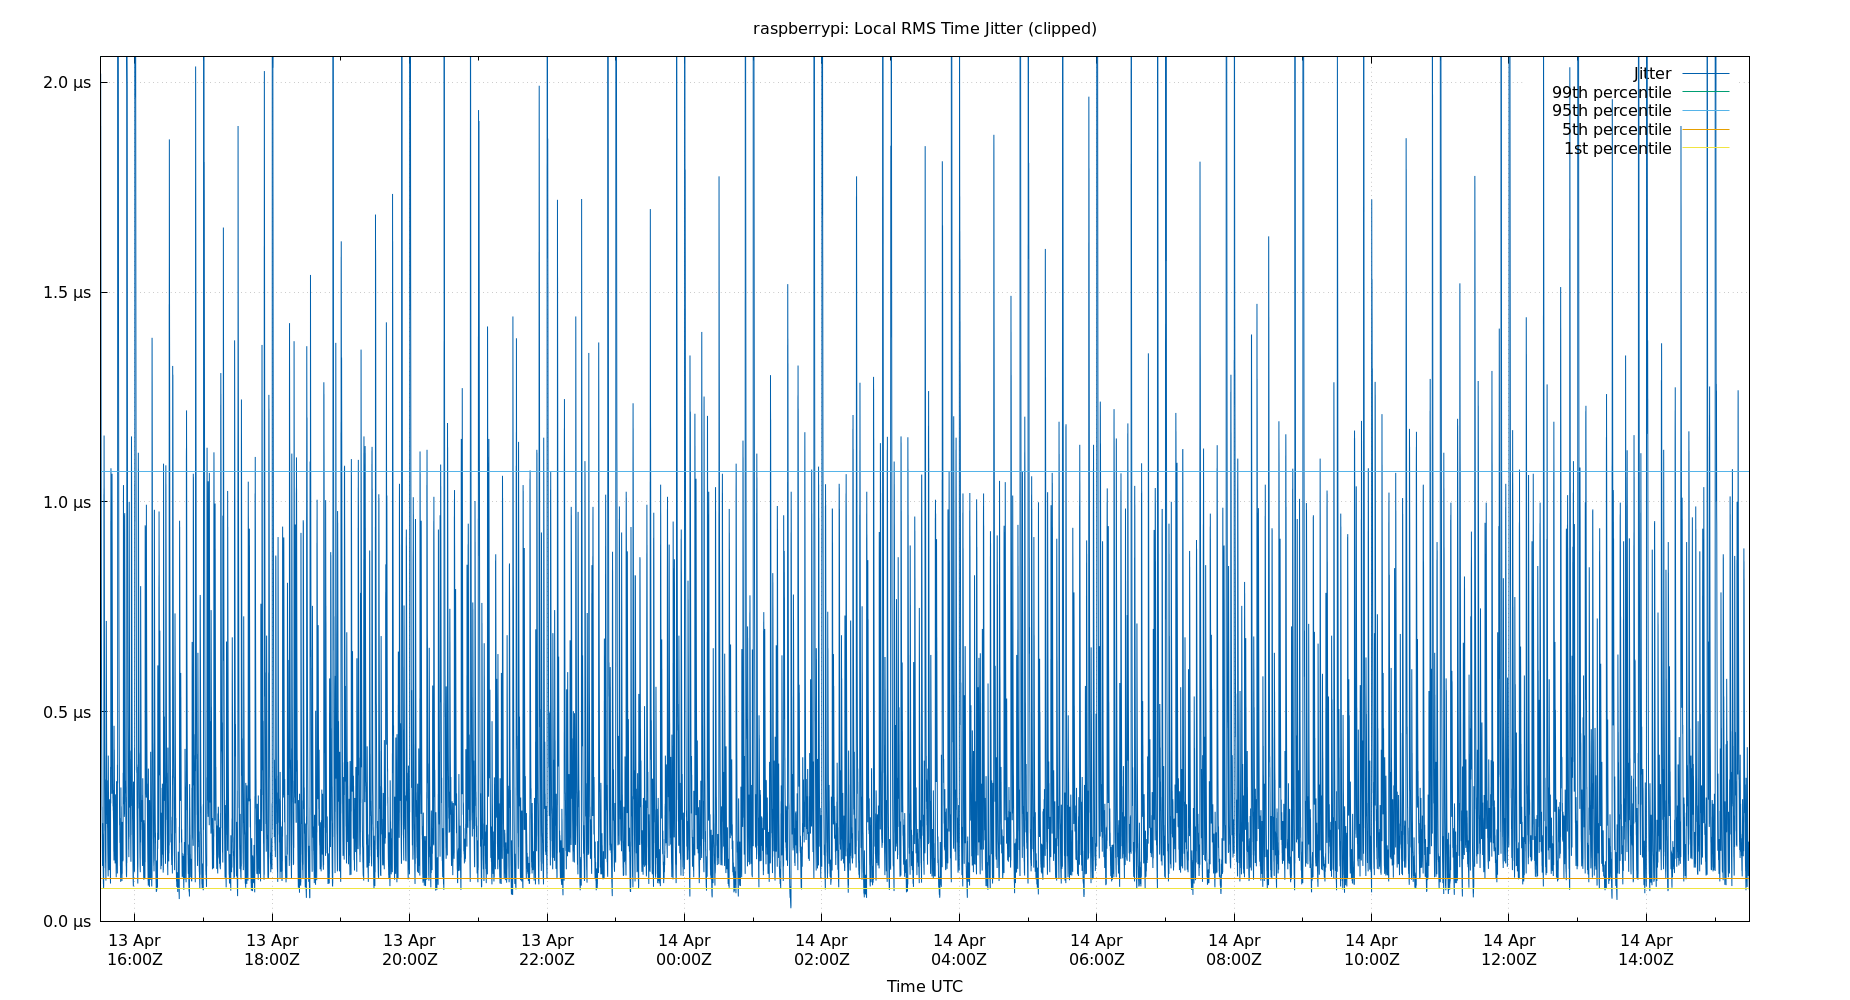 raspberrypi: Local RMS Time Jitter (clipped)
2.0 µs
1.5 µs
1.0 µs
0.5 µs
0.0 µs
Jitter
99th percentile
95th percentile
5th percentile
1st percentile
13 Apr 13 Apr 13 Apr 13 Apr 14 Apr 14 Apr 14 Apr 14 Apr 14 Apr 14 Apr 14 Apr 14 Apr
16:00Z 18:00Z 20:00Z 22:00Z 00:00Z 02:00Z 04:00Z 06:00Z 08:00Z 10:00Z 12:00Z 14:00Z
Time UTC